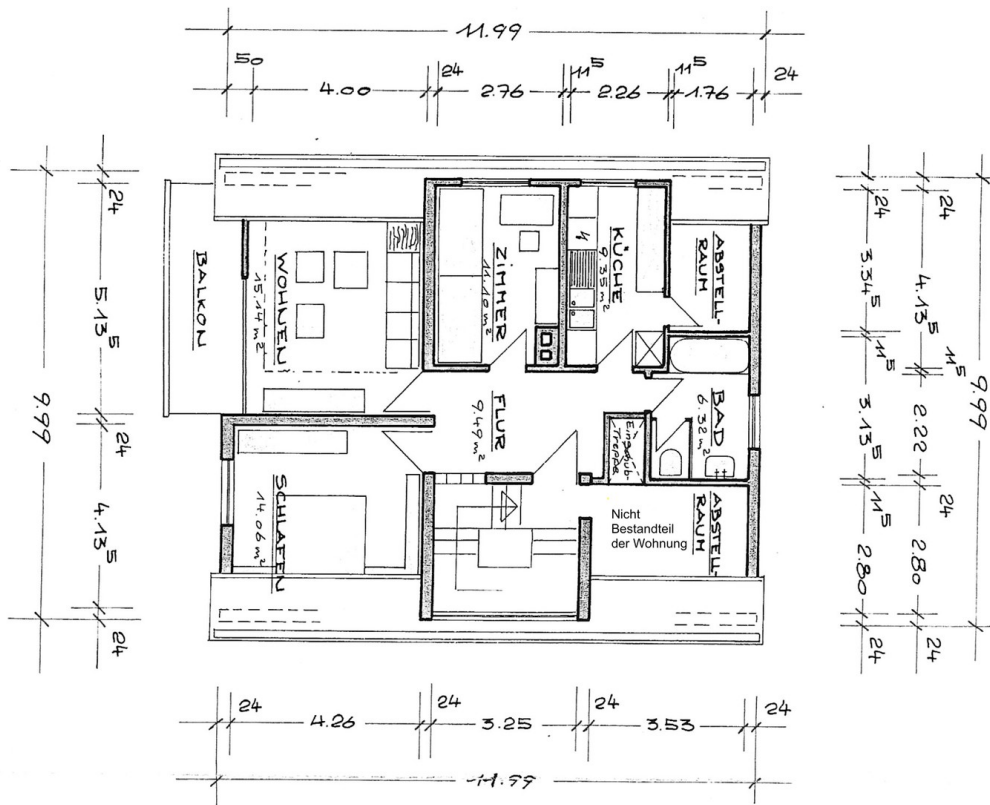 11.99
50
4.00
24
2.76
11⁵
2.26
11⁵
1.76
24
9.99
24
5.13⁵
24
4.13⁵
24
BALKON
WOHNEN
15.14 m²
ZIMMER
11.10 m²
KÜCHE
9.35 m²
ABSTELL-
RAUM
FLUR
9.49 m²
BAD
6.32 m²
Einschub-
Treppe
SCHLAFEN
14.06 m²
Nicht
Bestandteil
der Wohnung
ABSTELL-
RAUM
24
3.34⁵
11⁵
3.13⁵
11⁵
2.80
24
24
4.13⁵
11⁵
2.22
24
2.80
24
9.99
24
4.26
24
3.25
24
3.53
24
11.99